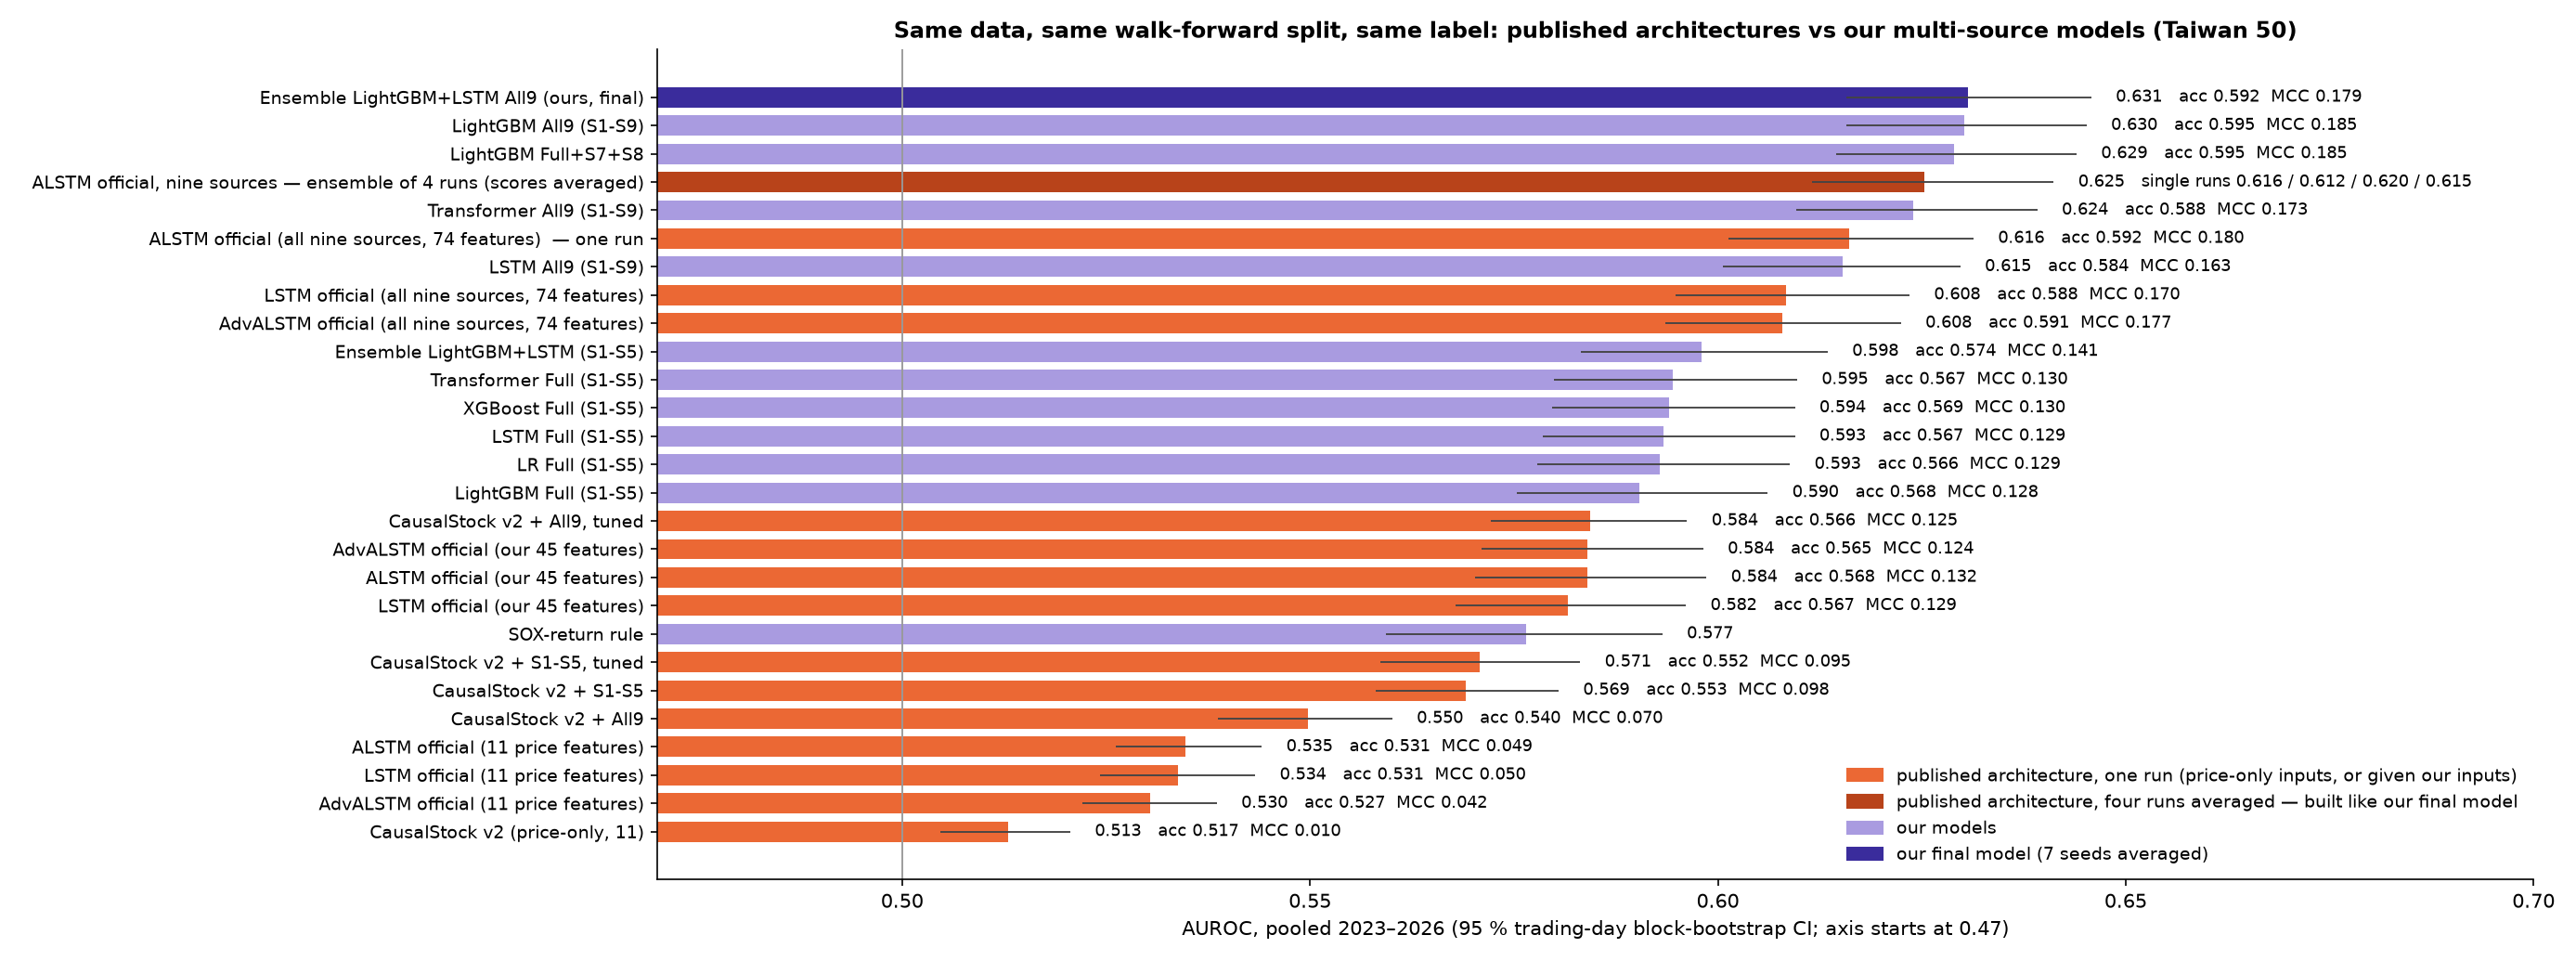 Same data, same walk-forward split, same label: published architectures vs our multi-source models (Taiwan 50)
Ensemble LightGBM+LSTM All9 (ours, final) 0.631 acc 0.592 MCC 0.179
LightGBM All9 (S1-S9) 0.630 acc 0.595 MCC 0.185
LightGBM Full+S7+S8 0.629 acc 0.595 MCC 0.185
ALSTM official, nine sources — ensemble of 4 runs (scores averaged) 0.625 single runs 0.616 / 0.612 / 0.620 / 0.615
Transformer All9 (S1-S9) 0.624 acc 0.588 MCC 0.173
ALSTM official (all nine sources, 74 features) — one run 0.616 acc 0.592 MCC 0.180
LSTM All9 (S1-S9) 0.615 acc 0.584 MCC 0.163
LSTM official (all nine sources, 74 features) 0.608 acc 0.588 MCC 0.170
AdvALSTM official (all nine sources, 74 features) 0.608 acc 0.591 MCC 0.177
Ensemble LightGBM+LSTM (S1-S5) 0.598 acc 0.574 MCC 0.141
Transformer Full (S1-S5) 0.595 acc 0.567 MCC 0.130
XGBoost Full (S1-S5) 0.594 acc 0.569 MCC 0.130
LSTM Full (S1-S5) 0.593 acc 0.567 MCC 0.129
LR Full (S1-S5) 0.593 acc 0.566 MCC 0.129
LightGBM Full (S1-S5) 0.590 acc 0.568 MCC 0.128
CausalStock v2 + All9, tuned 0.584 acc 0.566 MCC 0.125
AdvALSTM official (our 45 features) 0.584 acc 0.565 MCC 0.124
ALSTM official (our 45 features) 0.584 acc 0.568 MCC 0.132
LSTM official (our 45 features) 0.582 acc 0.567 MCC 0.129
SOX-return rule 0.577
CausalStock v2 + S1-S5, tuned 0.571 acc 0.552 MCC 0.095
CausalStock v2 + S1-S5 0.569 acc 0.553 MCC 0.098
CausalStock v2 + All9 0.550 acc 0.540 MCC 0.070
ALSTM official (11 price features) 0.535 acc 0.531 MCC 0.049
LSTM official (11 price features) 0.534 acc 0.531 MCC 0.050
AdvALSTM official (11 price features) 0.530 acc 0.527 MCC 0.042
CausalStock v2 (price-only, 11) 0.513 acc 0.517 MCC 0.010
published architecture, one run (price-only inputs, or given our inputs)
published architecture, four runs averaged — built like our final model
our models
our final model (7 seeds averaged)
0.50 0.55 0.60 0.65 0.70
AUROC, pooled 2023–2026 (95 % trading-day block-bootstrap CI; axis starts at 0.47)